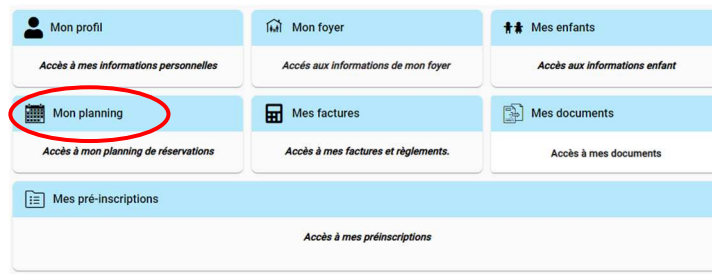 Mon profil
Mon foyer
Mes enfants
Accès à mes informations personnelles
Accés aux informations de mon foyer
Accès aux informations enfant
Mon planning
Mes factures
Mes documents
Accès à mon planning de réservations
Accès à mes factures et règlements.
Accès à mes documents
Mes pré-inscriptions
Accès à mes préinscriptions